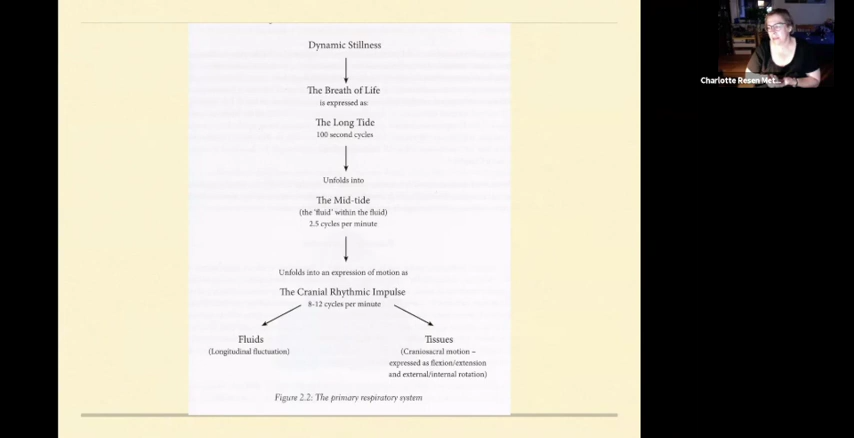 Dynamic Stillness
The Breath of Life
is expressed as:
The Long Tide
100 second cycles
Unfolds into
The Mid-tide
(the 'fluid' within the fluid)
2.5 cycles per minute
Unfolds into an expression of motion as
The Cranial Rhythmic Impulse
8-12 cycles per minute
Fluids
(Longitudinal fluctuation)
Tissues
(Craniosacral motion –
expressed as flexion/extension
and external/internal rotation)
Figure 2.2: The primary respiratory system
Charlotte Resen Met...